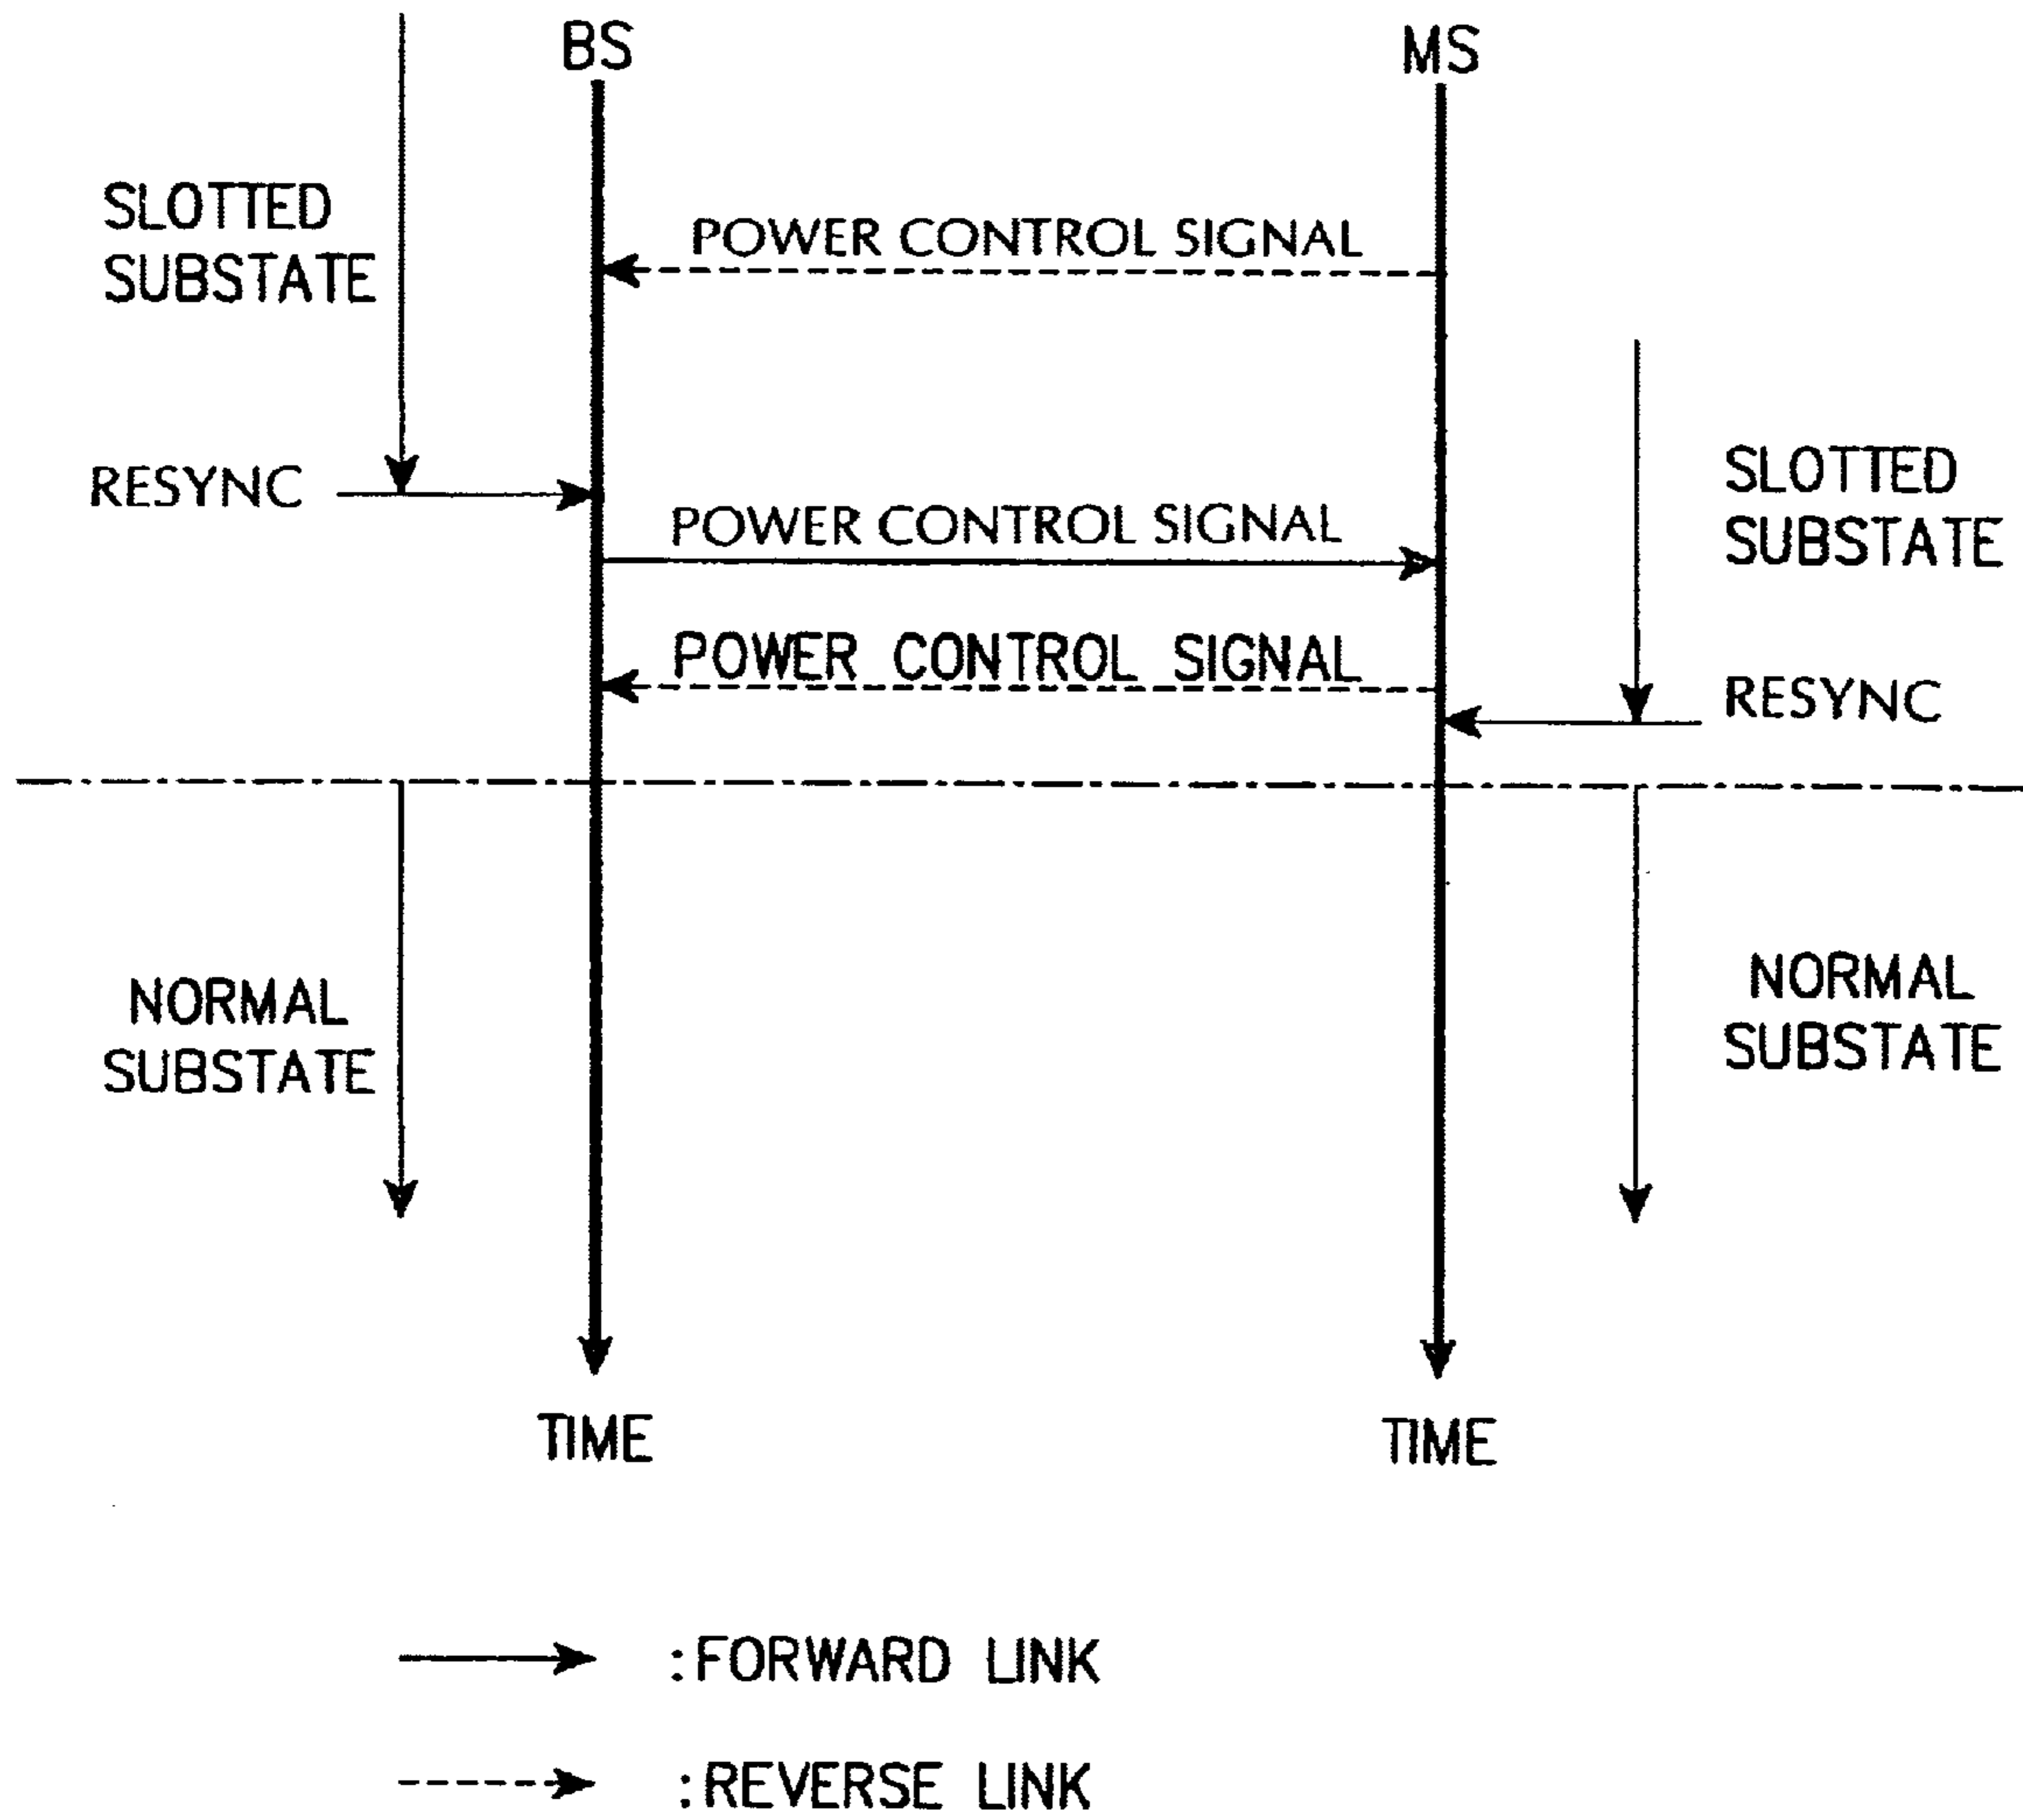 BS
MS
SLOTTED
SUBSTATE
POWER CONTROL SIGNAL
RESYNC
POWER CONTROL SIGNAL
SLOTTED
SUBSTATE
POWER CONTROL SIGNAL
RESYNC
NORMAL
SUBSTATE
NORMAL
SUBSTATE
TIME
TIME
:FORWARD LINK
:REVERSE LINK